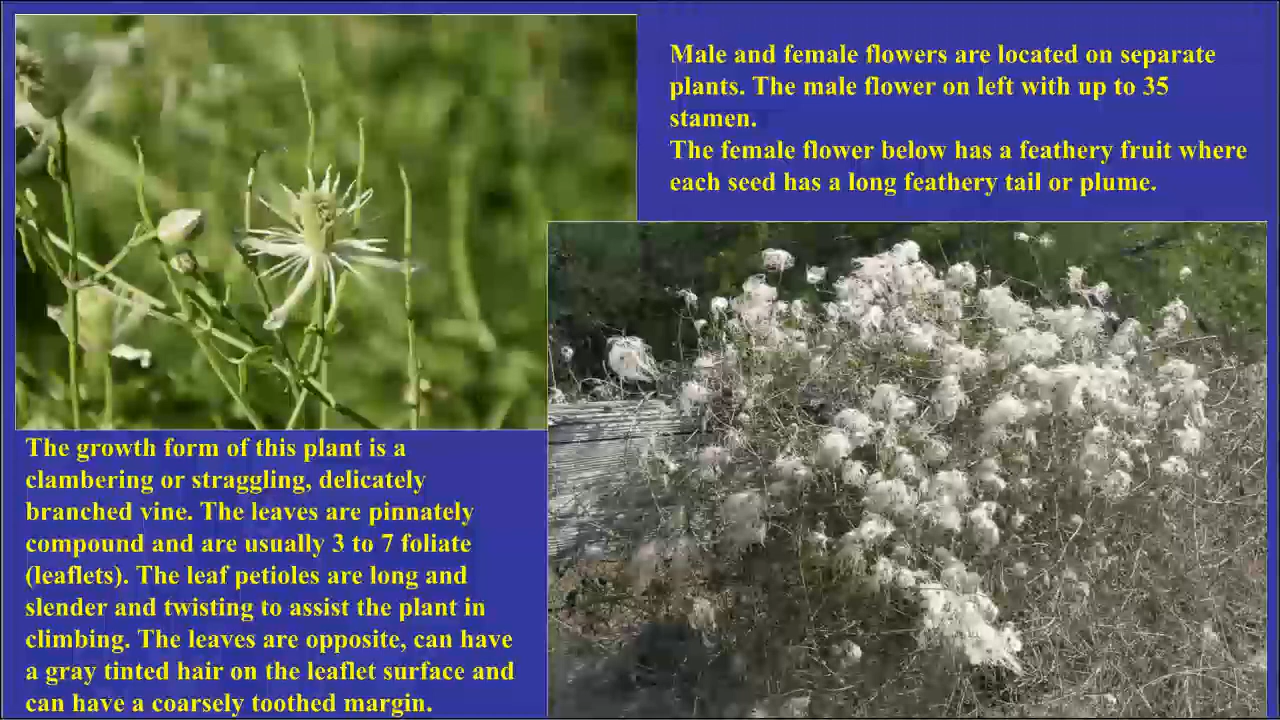 Male and female flowers are located on separate
plants. The male flower on left with up to 35
stamen.
The female flower below has a feathery fruit where
each seed has a long feathery tail or plume.
The growth form of this plant is a
clambering or straggling, delicately
branched vine. The leaves are pinnately
compound and are usually 3 to 7 foliate
(leaflets). The leaf petioles are long and
slender and twisting to assist the plant in
climbing. The leaves are opposite, can have
a gray tinted hair on the leaflet surface and
can have a coarsely toothed margin.